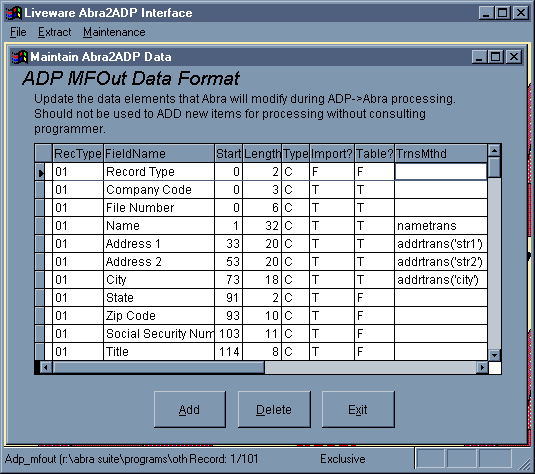 Liveware Abra2ADP Interface
File Extract Maintenance
Maintain Abra2ADP Data
ADP MFOut Data Format
Update the data elements that Abra will modify during ADP->Abra processing.
Should not be used to ADD new items for processing without consulting
programmer.
RecType FieldName Start Length Type Import? Table? TrnsMthd
01 Record Type 0 2 C F F
01 Company Code 0 3 C T T
01 File Number 0 6 C T T
01 Name 1 32 C T T nametrans
01 Address 1 33 20 C T T addrtrans('str1')
01 Address 2 53 20 C T T addrtrans('str2')
01 City 73 18 C T T addrtrans('city')
01 State 91 2 C T F
01 Zip Code 93 10 C T F
01 Social Security Num 103 11 C T F
01 Title 114 8 C T F
Add Delete Exit
Adp_mfout (r:\abra suite\programs\oth Record: 1/101 Exclusive